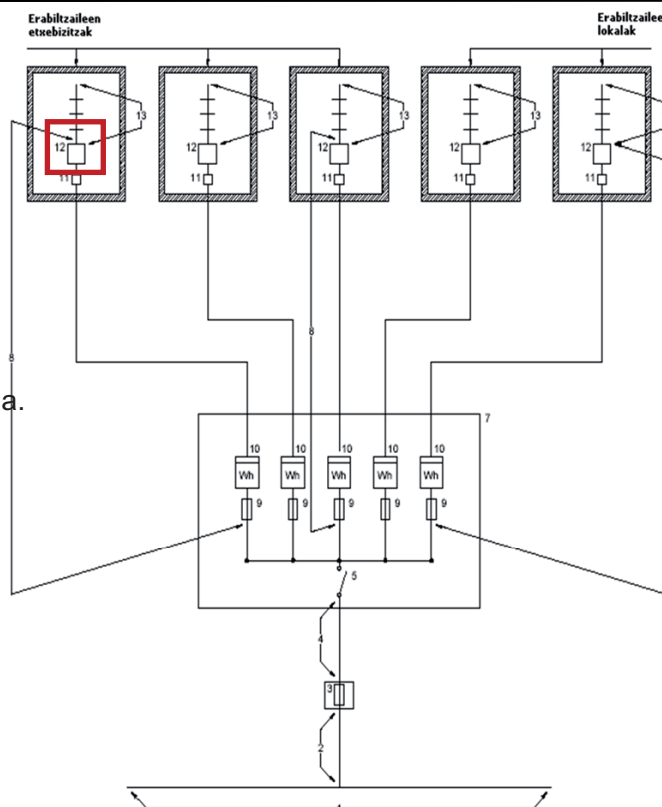 Erabiltzaileen
etxebizitzak
Erabiltzailee
lokalak
13 13 13 13
12 12 12 12 12
11 11 11 11 11
8
8
a.
7
10 10 10 10 10
Wh Wh Wh Wh Wh
9 9 9 9 9
5
4
3
2